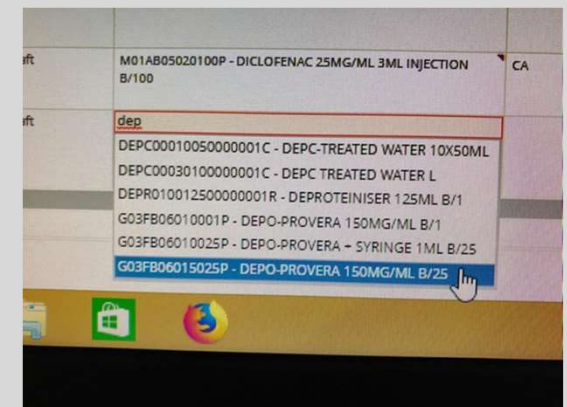 aft
M01AB05020100P - DICLOFENAC 25MG/ML 3ML INJECTION
B/100
CA
aft
dep
DEPC00010050000001C - DEPC-TREATED WATER 10X50ML
DEPC00030100000001C - DEPC TREATED WATER L
DEPR010012500000001R - DEPROTEINISER 125ML B/1
G03FB06010001P - DEPO-PROVERA 150MG/ML B/1
G03FB06010025P - DEPO-PROVERA + SYRINGE 1ML B/25
G03FB06015025P - DEPO-PROVERA 150MG/ML B/25